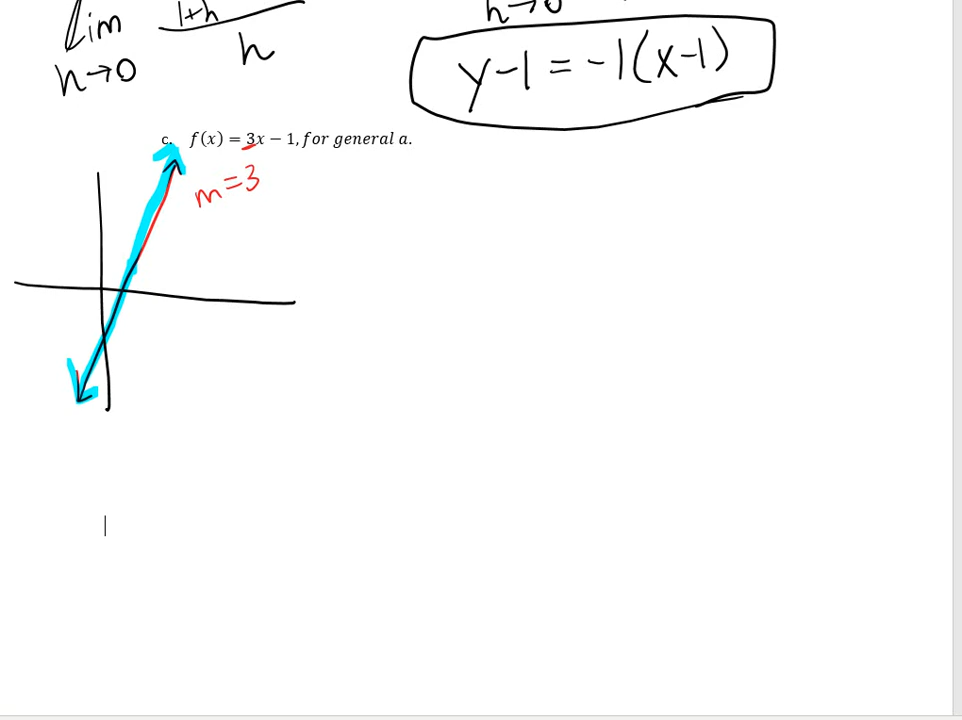 lim 1+h
h→0 h
h→0
y-1 = -1(x-1)
c. f(x) = 3x − 1, for general a.
m=3